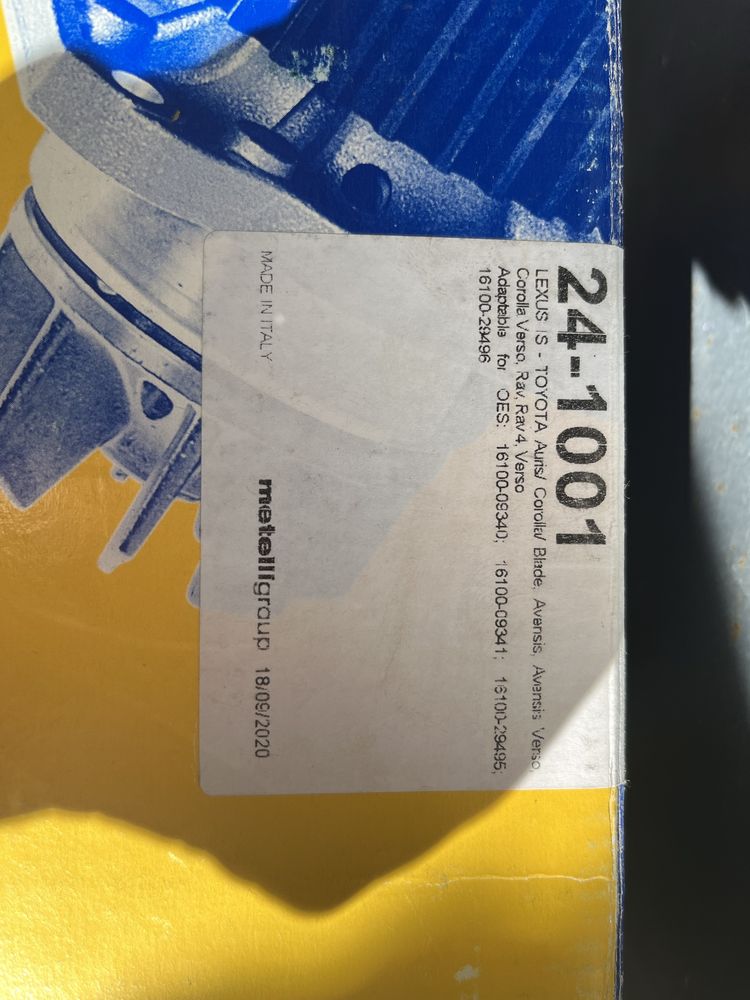 24-1001
LEXUS IS - TOYOTA Auris/ Corolla/ Blade, Avensis, Avensis Verso,
Corolla Verso, Rav, Rav 4, Verso
Adaptable for OES: 16100-09340; 16100-09341; 16100-29495;
16100-29496
MADE IN ITALY
metelligroup 18/09/2020